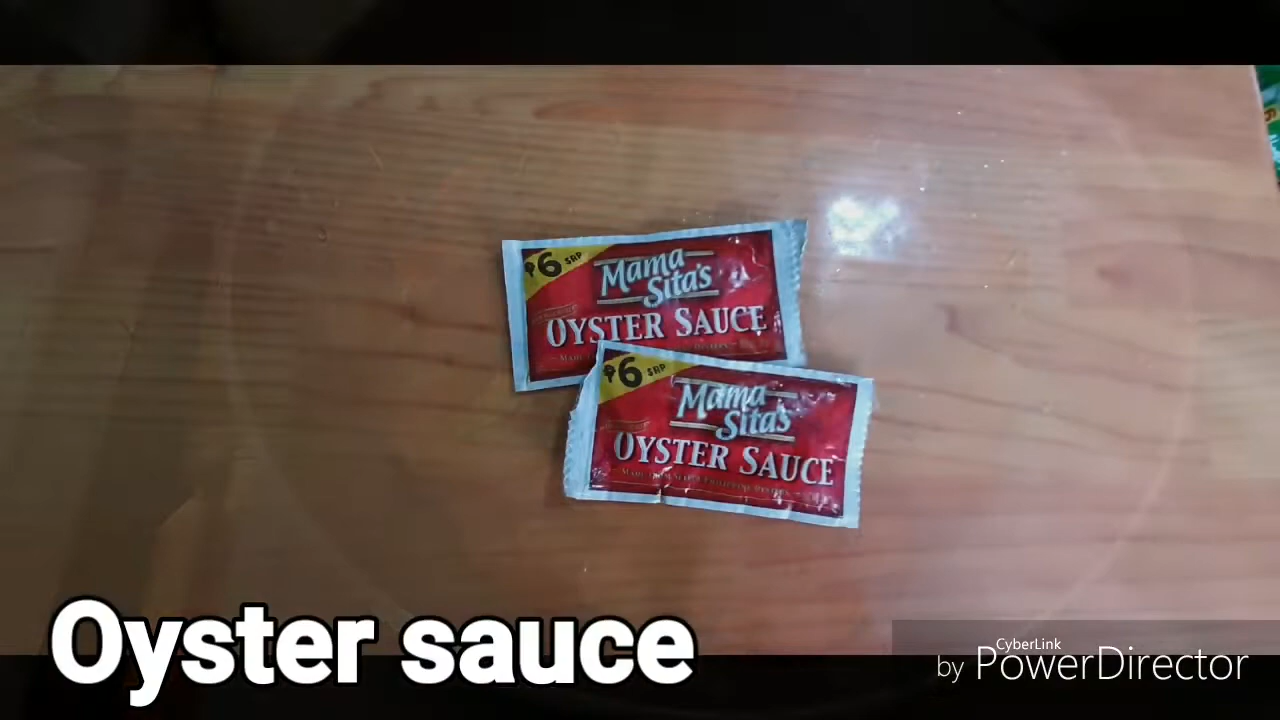 ₱6 SRP
Mama
Sita's
OYSTER SAUCE
₱6 SRP
Mama
Sita's
OYSTER SAUCE
Oyster sauce
CyberLink
by PowerDirector